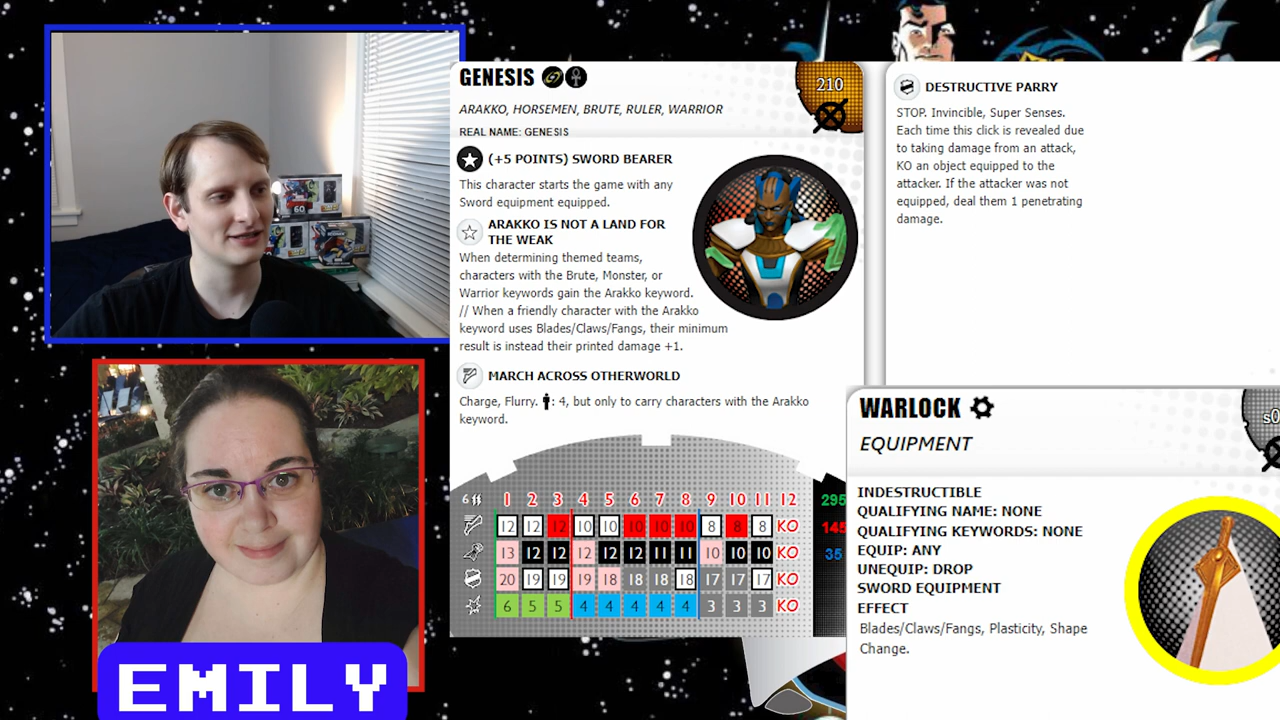 GENESIS
210
ARAKKO, HORSEMEN, BRUTE, RULER, WARRIOR
REAL NAME: GENESIS
(+5 POINTS) SWORD BEARER
This character starts the game with any
Sword equipment equipped.
ARAKKO IS NOT A LAND FOR
THE WEAK
When determining themed teams,
characters with the Brute, Monster, or
Warrior keywords gain the Arakko keyword.
// When a friendly character with the Arakko
keyword uses Blades/Claws/Fangs, their minimum
result is instead their printed damage +1.
MARCH ACROSS OTHERWORLD
Charge, Flurry. : 4, but only to carry characters with the Arakko
keyword.
6 1 2 3 4 5 6 7 8 9 10 11 12 295
12 12 12 10 10 10 10 10 8 8 8 KO 145
13 12 12 12 12 12 11 11 10 10 10 KO 35
20 19 19 19 18 18 18 18 17 17 17 KO
6 5 5 4 4 4 4 4 3 3 3 KO
DESTRUCTIVE PARRY
STOP. Invincible, Super Senses.
Each time this click is revealed due
to taking damage from an attack,
KO an object equipped to the
attacker. If the attacker was not
equipped, deal them 1 penetrating
damage.
WARLOCK
EQUIPMENT
INDESTRUCTIBLE
QUALIFYING NAME: NONE
QUALIFYING KEYWORDS: NONE
EQUIP: ANY
UNEQUIP: DROP
SWORD EQUIPMENT
EFFECT
Blades/Claws/Fangs, Plasticity, Shape
Change.
60
EMILY